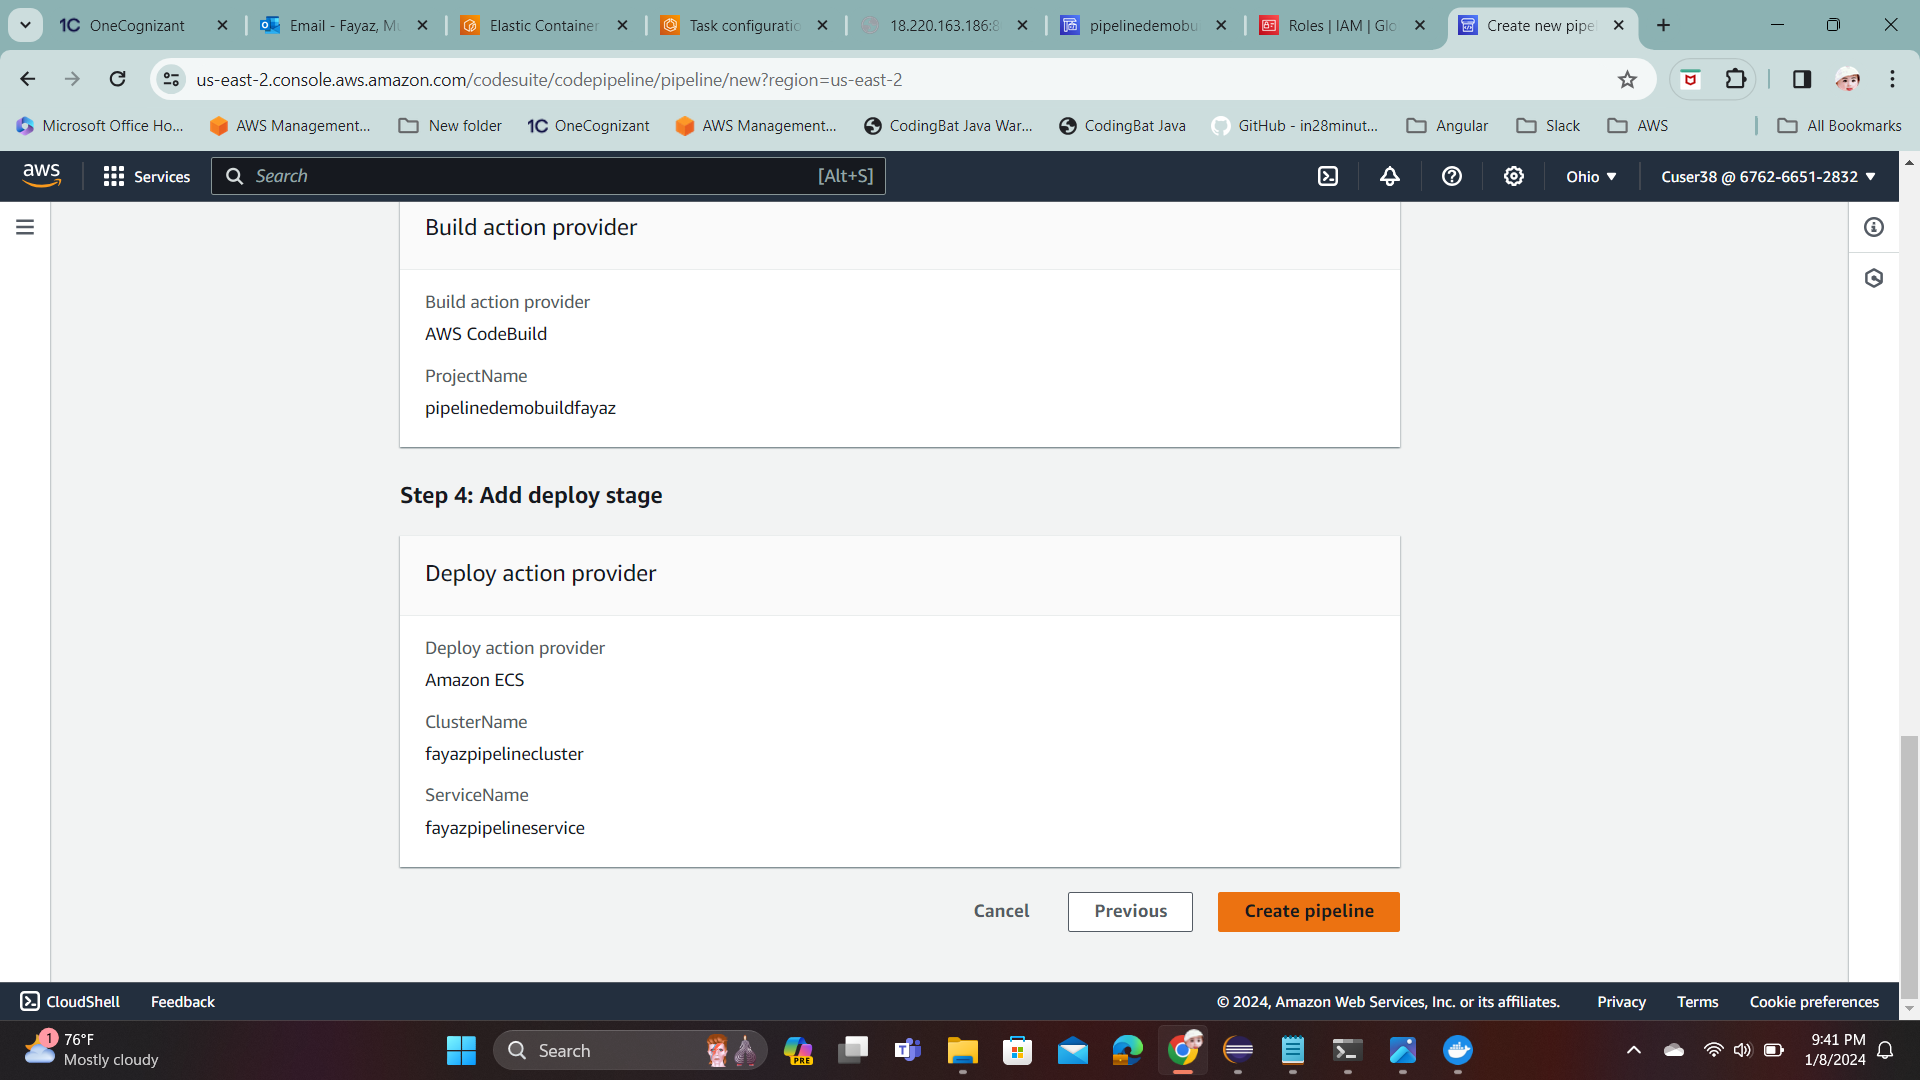 OneCognizant
Email - Fayaz, Mu
Elastic Container
Task configuratio
18.220.163.186:8
pipelinedemobu
Roles | IAM | Glo
Create new pipel
us-east-2.console.aws.amazon.com/codesuite/codepipeline/pipeline/new?region=us-east-2
Microsoft Office Ho...
AWS Management...
New folder
OneCognizant
AWS Management...
CodingBat Java War...
CodingBat Java
GitHub - in28minut...
Angular
Slack
AWS
All Bookmarks
aws
Services
Search
[Alt+S]
Ohio
Cuser38 @ 6762-6651-2832
Build action provider
Build action provider
AWS CodeBuild
ProjectName
pipelinedemobuildfayaz
Step 4: Add deploy stage
Deploy action provider
Deploy action provider
Amazon ECS
ClusterName
fayazpipelinecluster
ServiceName
fayazpipelineservice
Cancel
Previous
Create pipeline
CloudShell
Feedback
© 2024, Amazon Web Services, Inc. or its affiliates.
Privacy
Terms
Cookie preferences
1
76°F
Mostly cloudy
Search
PRE
9:41 PM
1/8/2024